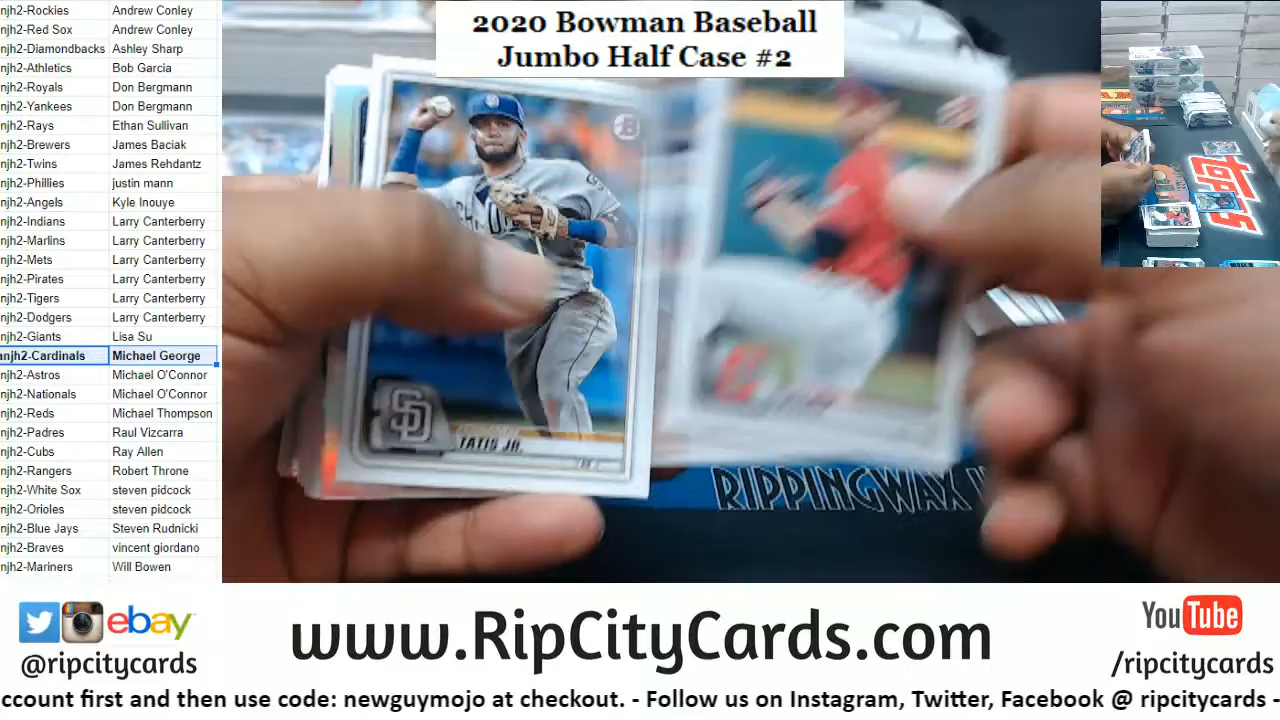 2020 Bowman Baseball
Jumbo Half Case #2
njh2-Rockies Andrew Conley
njh2-Red Sox Andrew Conley
njh2-Diamondbacks Ashley Sharp
njh2-Athletics Bob Garcia
njh2-Royals Don Bergmann
njh2-Yankees Don Bergmann
njh2-Rays Ethan Sullivan
njh2-Brewers James Baciak
njh2-Twins James Rehdantz
njh2-Phillies justin mann
njh2-Angels Kyle Inouye
njh2-Indians Larry Canterberry
njh2-Marlins Larry Canterberry
njh2-Mets Larry Canterberry
njh2-Pirates Larry Canterberry
njh2-Tigers Larry Canterberry
njh2-Dodgers Larry Canterberry
njh2-Giants Lisa Su
anjh2-Cardinals Michael George
njh2-Astros Michael O'Connor
njh2-Nationals Michael O'Connor
njh2-Reds Michael Thompson
njh2-Padres Raul Vizcarra
njh2-Cubs Ray Allen
njh2-Rangers Robert Throne
njh2-White Sox steven pidcock
njh2-Orioles steven pidcock
njh2-Blue Jays Steven Rudnicki
njh2-Braves vincent giordano
njh2-Mariners Will Bowen
SD
TATIS JR.
RIPPINGWAX
topps
ebay
@ripcitycards
www.RipCityCards.com
YouTube
/ripcitycards
ccount first and then use code: newguymojo at checkout. - Follow us on Instagram, Twitter, Facebook @ ripcitycards -